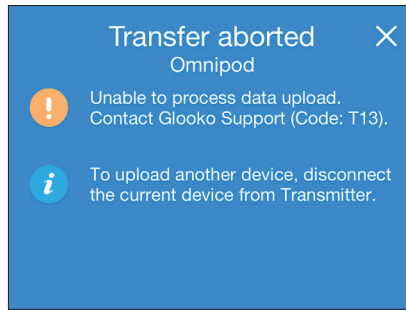 Transfer aborted
Omnipod
Unable to process data upload.
Contact Glooko Support (Code: T13).
To upload another device, disconnect
the current device from Transmitter.